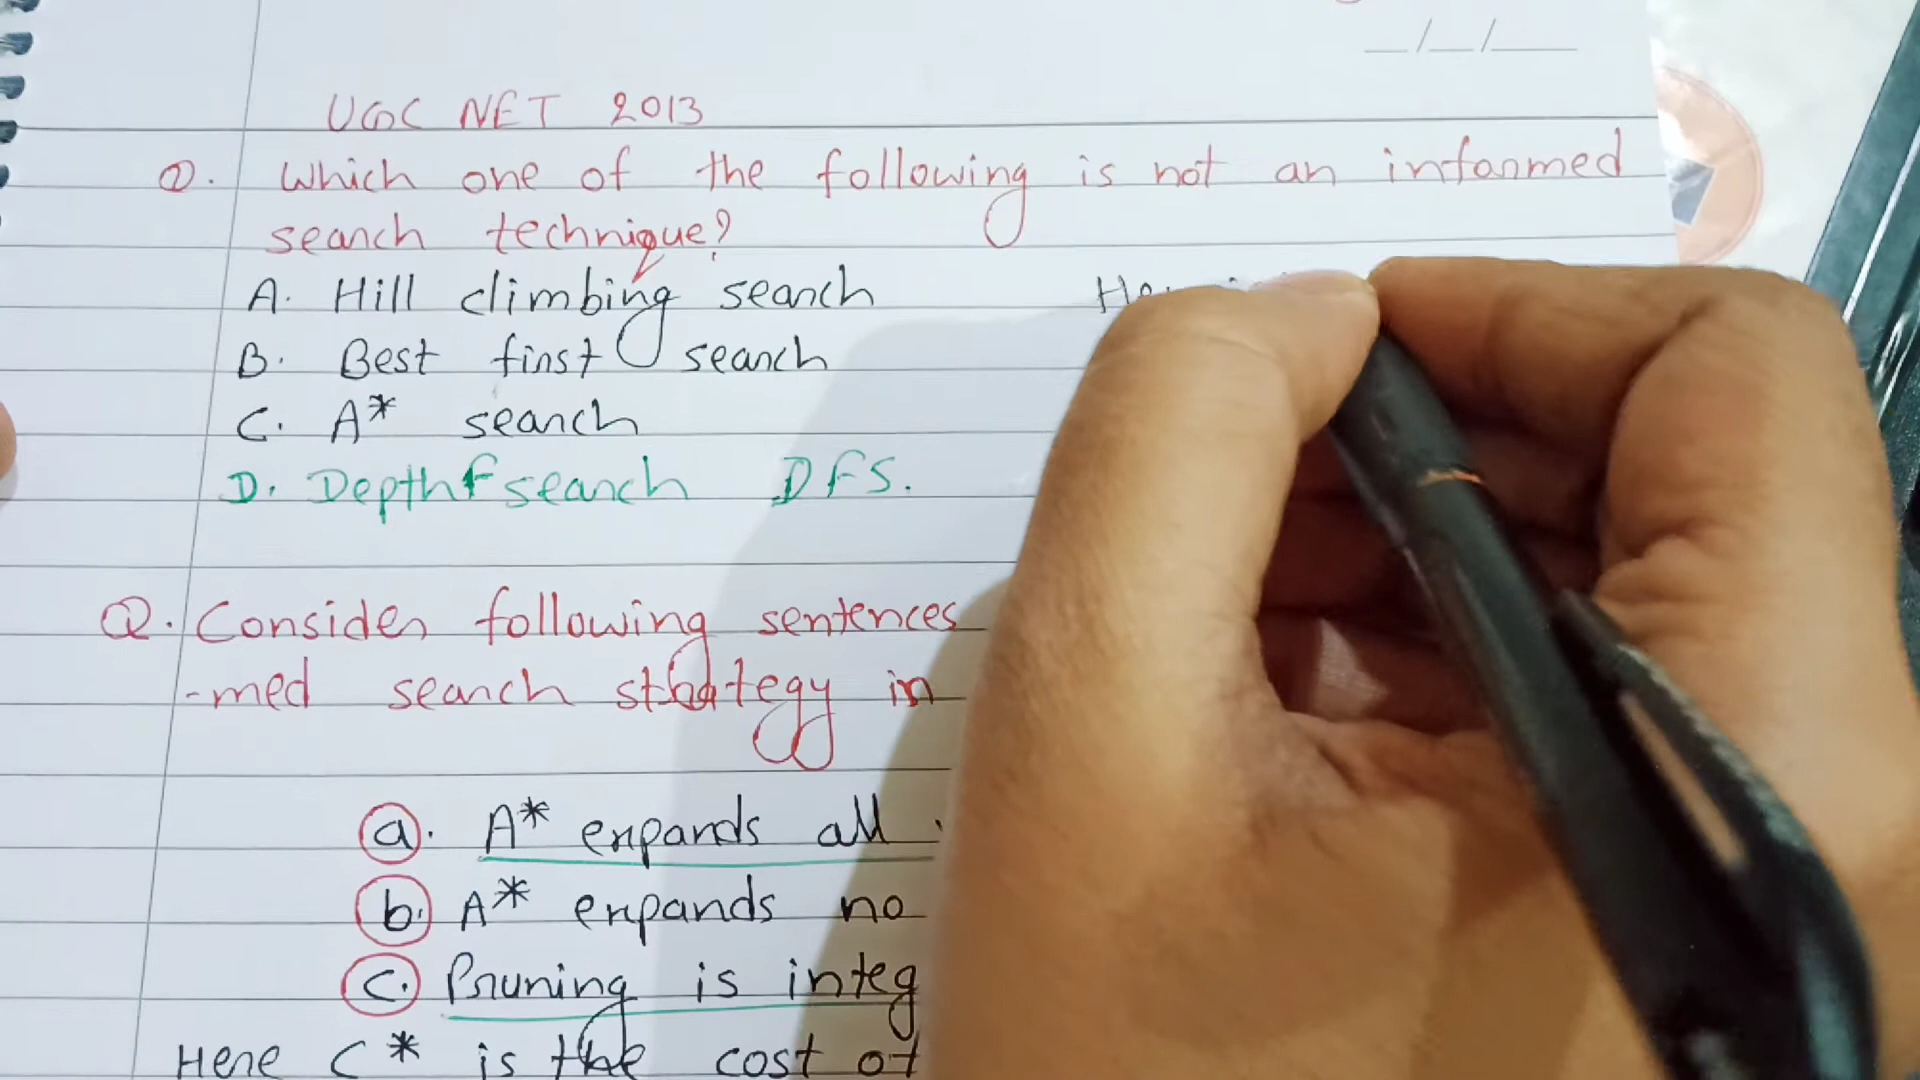 UGC NET 2013
Q. Which one of the following is not an informed
search technique?
A. Hill climbing search
B. Best first search
C. A* search
D. Depth f search DFS.
Q. Consider following sentences
-med search strategy in
a. A* expands all
b. A* expands no
c. Pruning is integ
Here C* is the cost of